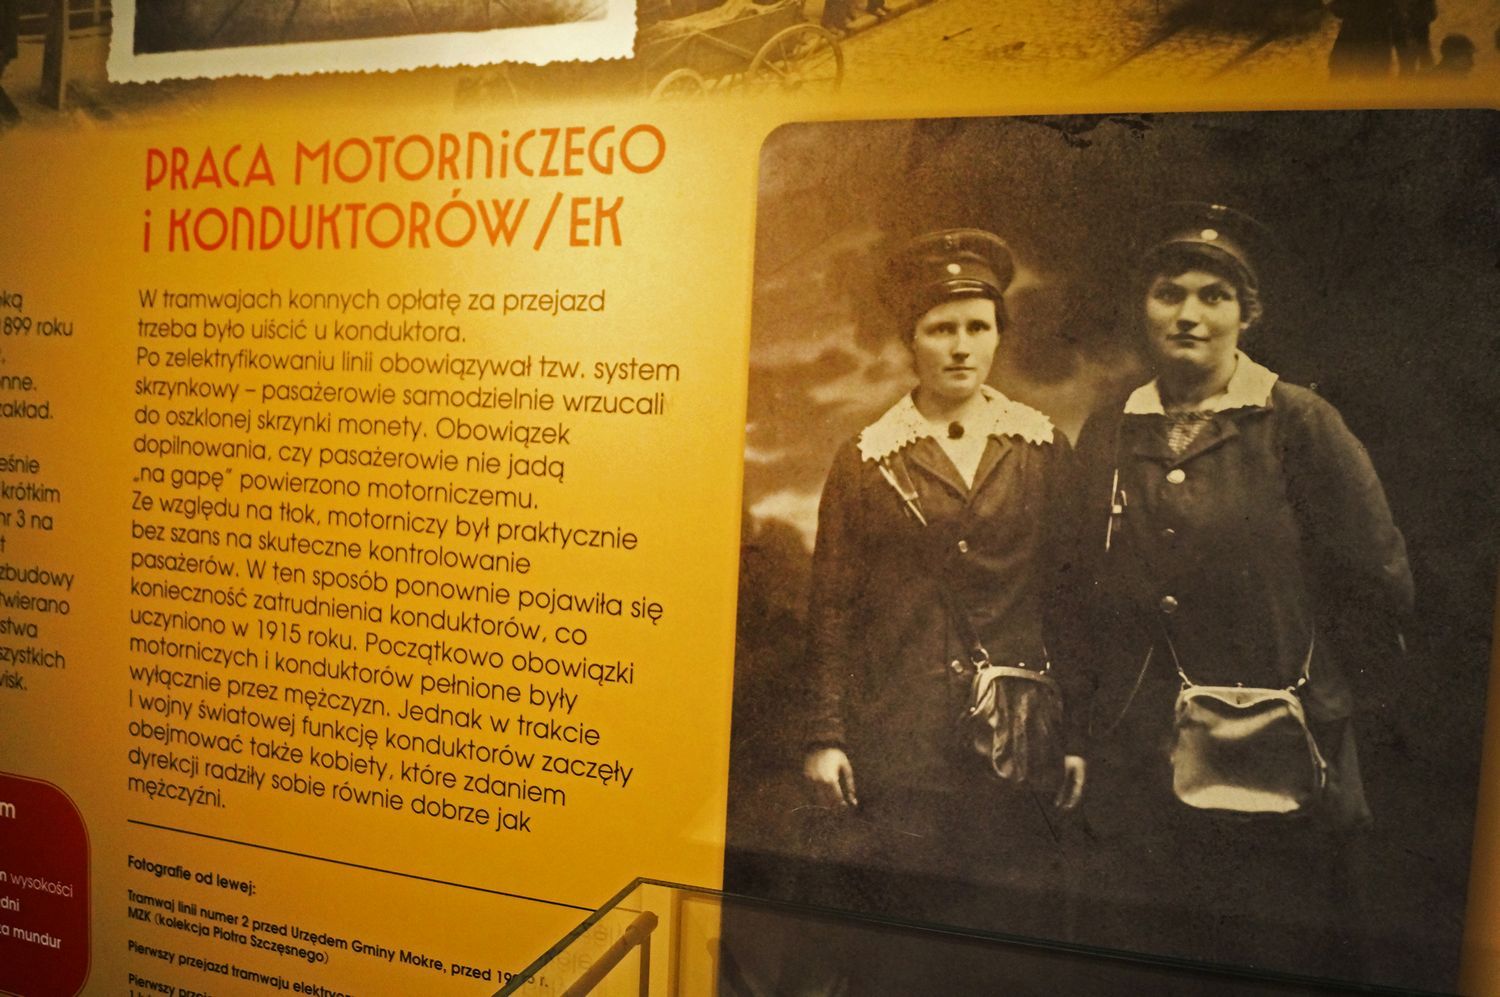 PRACA MOTORNiCZEGO
i KONDUKTORÓW/EK
W tramwajach konnych opłatę za przejazd
trzeba było uiścić u konduktora.
Po zelektryfikowaniu linii obowiązywał tzw. system
skrzynkowy – pasażerowie samodzielnie wrzucali
do oszklonej skrzynki monety. Obowiązek
dopilnowania, czy pasażerowie nie jadą
„na gapę” powierzono motorniczemu.
Ze względu na tłok, motorniczy był praktycznie
bez szans na skuteczne kontrolowanie
pasażerów. W ten sposób ponownie pojawiła się
konieczność zatrudnienia konduktorów, co
uczyniono w 1915 roku. Początkowo obowiązki
motorniczych i konduktorów pełnione były
wyłącznie przez mężczyzn. Jednak w trakcie
I wojny światowej funkcję konduktorów zaczęły
obejmować także kobiety, które zdaniem
dyrekcji radziły sobie równie dobrze jak
mężczyźni.
Fotografie od lewej:
Tramwaj linii numer 2 przed Urzędem Gminy Mokre, przed
MZK (kolekcja Piotra Szczęsnego)
Pierwszy przejazd tramwaju
Pierwszy
1899 roku
zakład.
krótkim
nr 3 na
wysokości
mundur